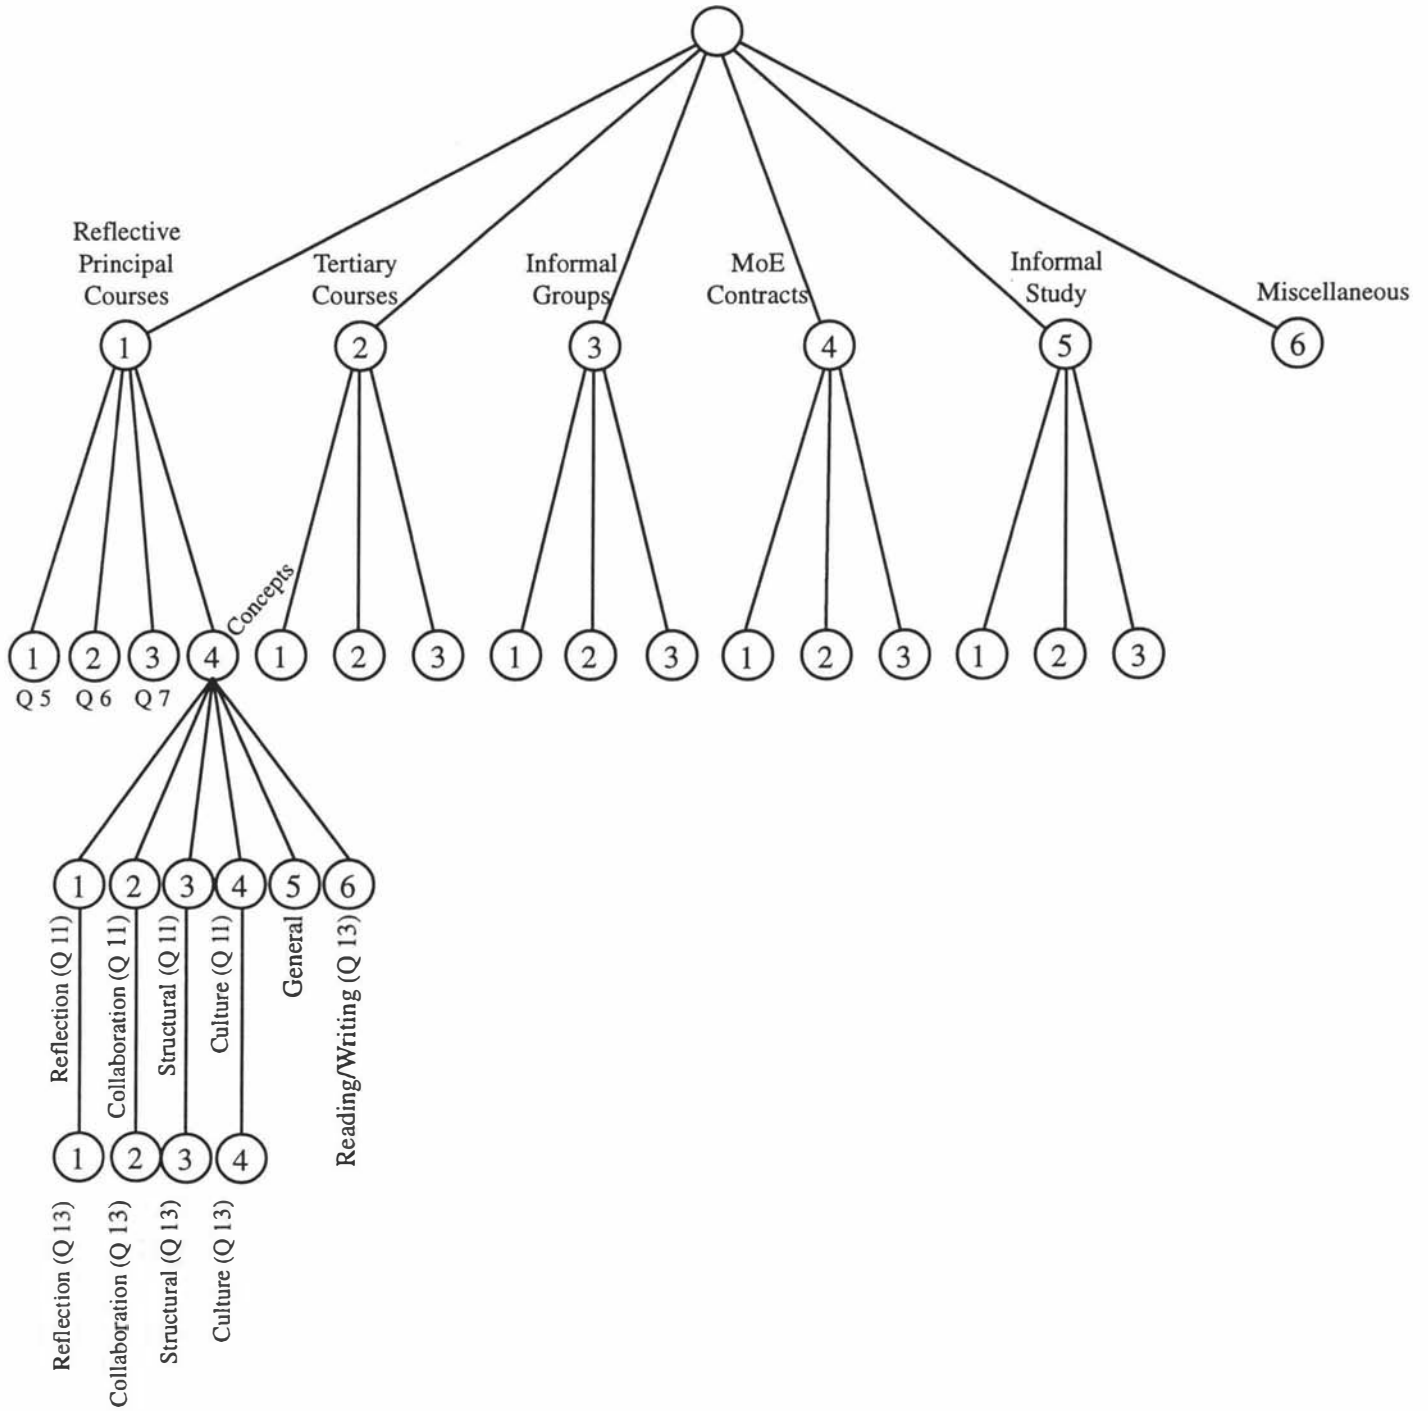 Reflective
Principal
Courses
Tertiary
Courses
Informal
Groups
MoE
Contracts
Informal
Study
Miscellaneous
1
2
3
4
5
6
Concepts
1
2
3
4
1
2
3
1
2
3
1
2
3
1
2
3
Q 5
Q 6
Q 7
1
2
3
4
5
6
Reflection (Q 11)
Collaboration (Q 11)
Structural (Q 11)
Culture (Q 11)
General
Reading/Writing (Q 13)
1
2
3
4
Reflection (Q 13)
Collaboration (Q 13)
Structural (Q 13)
Culture (Q 13)